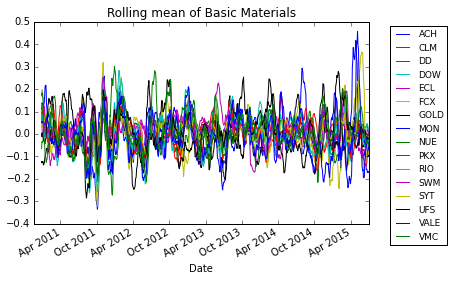 Rolling mean of Basic Materials
0.5
0.4
0.3
0.2
0.1
0.0
−0.1
−0.2
−0.3
−0.4
Apr 2011
Oct 2011
Apr 2012
Oct 2012
Apr 2013
Oct 2013
Apr 2014
Oct 2014
Apr 2015
Date
ACH
CLM
DD
DOW
ECL
FCX
GOLD
MON
NUE
PKX
RIO
SWM
SYT
UFS
VALE
VMC